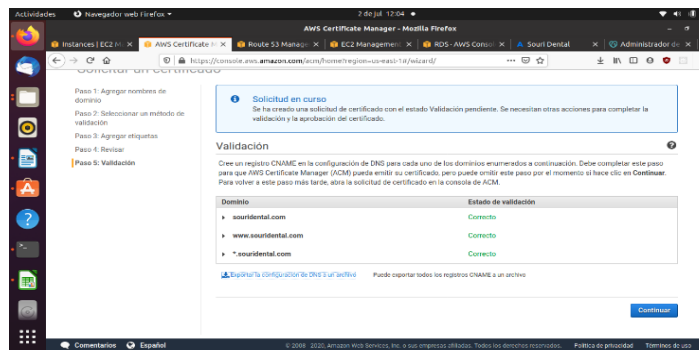 Actividades
Navegador web Firefox
2 de jul 12:04
AWS Certificate Manager - Mozilla Firefox
Instances | EC2 M
AWS Certificate M
Route 53 Manage
EC2 Management
RDS - AWS Consol
Souri Dental
Administrador de
https://console.aws.amazon.com/acm/home?region=us-east-1#/wizard/
Solicitar un certificado
Paso 1: Agregar nombres de
dominio
Paso 2: Seleccionar un método de
validación
Paso 3: Agregar etiquetas
Paso 4: Revisar
Paso 5: Validación
Solicitud en curso
Se ha creado una solicitud de certificado con el estado Validación pendiente. Se necesitan otras acciones para completar la
validación y la aprobación del certificado.
Validación
Cree un registro CNAME en la configuración de DNS para cada uno de los dominios enumerados a continuación. Debe completar este paso
para que AWS Certificate Manager (ACM) pueda emitir su certificado, pero puede omitir este paso por el momento si hace clic en Continuar.
Para volver a este paso más tarde, abra la solicitud de certificado en la consola de ACM.
Dominio Estado de validación
souridental.com Correcto
www.souridental.com Correcto
*.souridental.com Correcto
Exportar la configuración de DNS a un archivo Puede exportar todos los registros CNAME a un archivo
Continuar
Comentarios Español © 2008 - 2020, Amazon Web Services, Inc. o sus empresas afiliadas. Todos los derechos reservados. Política de privacidad Términos de uso